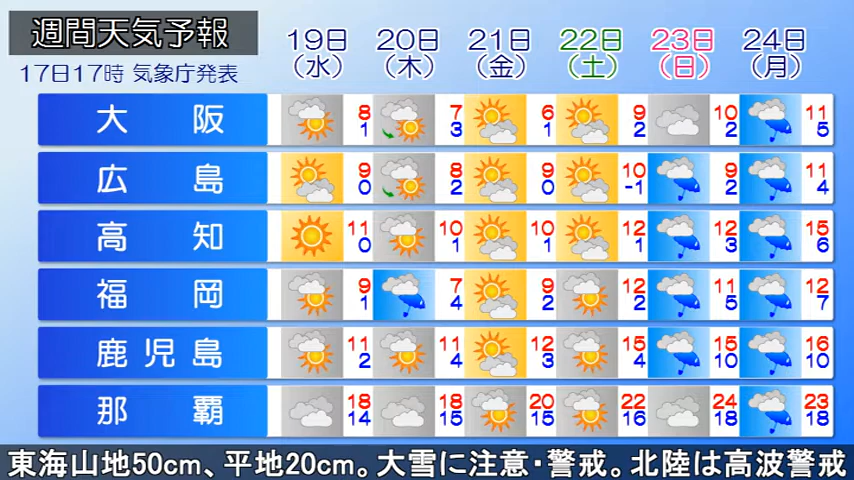 週間天気予報
17日17時 気象庁発表
19日 20日 21日 22日 23日 24日
(水) (木) (金) (土) (日) (月)
大阪 8 1 7 3 6 1 9 2 10 2 11 5
広島 9 0 8 2 9 0 10 -1 9 2 11 4
高知 11 0 10 1 10 1 12 1 12 3 15 6
福岡 9 1 7 4 9 2 12 2 11 5 12 7
鹿児島 11 2 11 4 12 3 15 4 15 10 16 10
那覇 18 14 18 15 20 15 22 16 24 18 23 18
東海山地50cm、平地20cm。大雪に注意・警戒。北陸は高波警戒